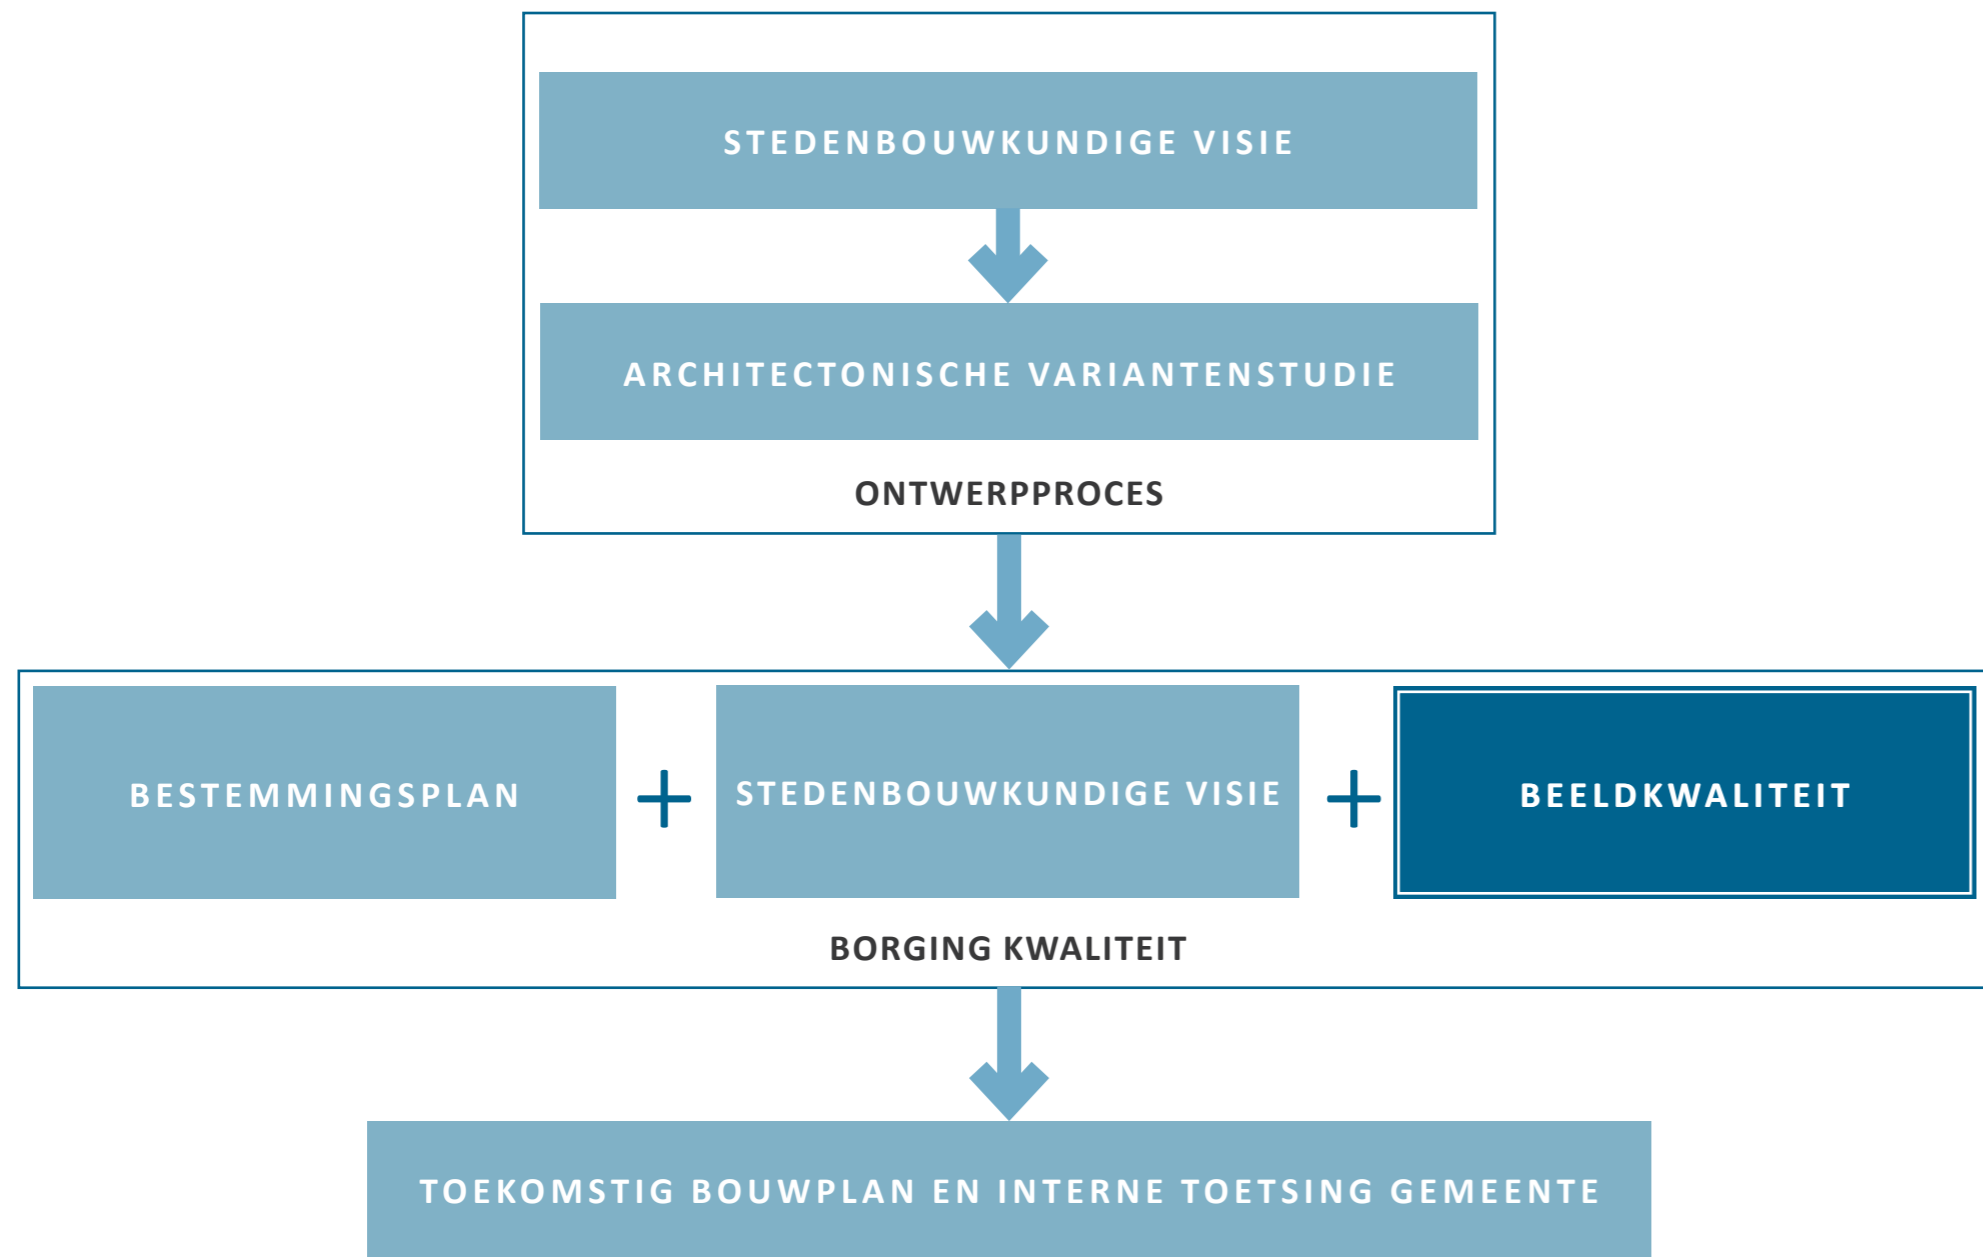 STEDENBOUWKUNDIGE VISIE
ARCHITECTONISCHE VARIANTENSTUDIE
ONTWERPPROCES
BESTEMMINGSPLAN
STEDENBOUWKUNDIGE VISIE
BEELDKWALITEIT
BORGING KWALITEIT
TOEKOMSTIG BOUWPLAN EN INTERNE TOETSING GEMEENTE